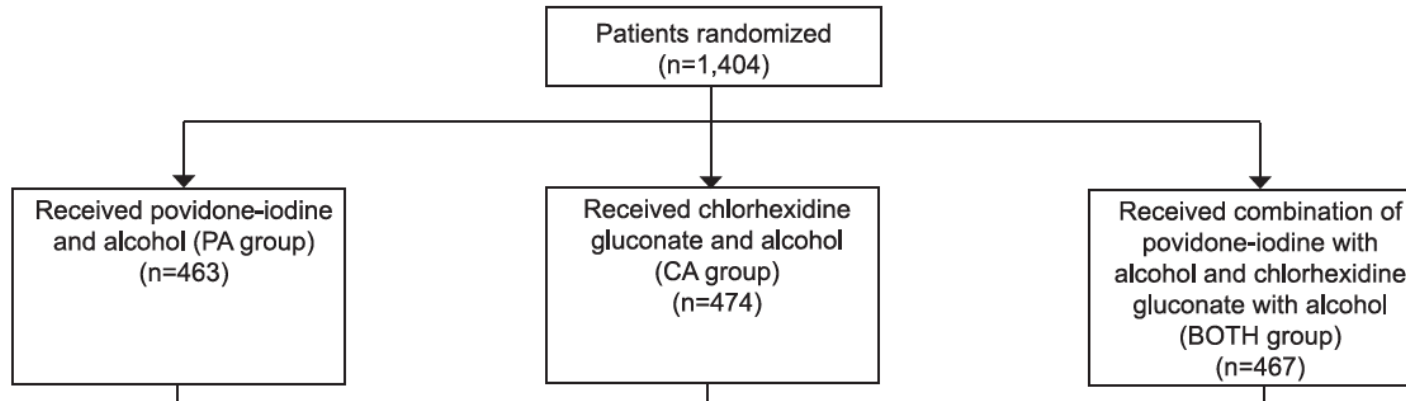 Patients randomized
(n=1,404)
Received povidone-iodine
and alcohol (PA group)
(n=463)
Received chlorhexidine
gluconate and alcohol
(CA group)
(n=474)
Received combination of
povidone-iodine with
alcohol and chlorhexidine
gluconate with alcohol
(BOTH group)
(n=467)